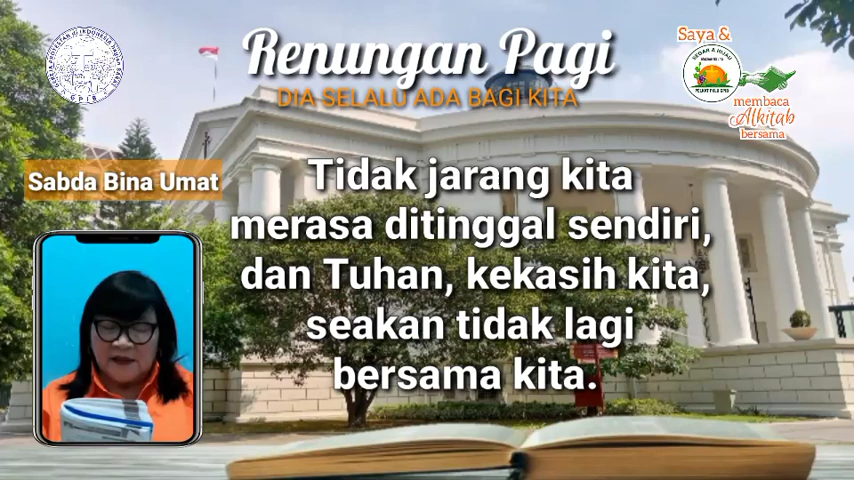 Renungan Pagi
DIA SELALU ADA BAGI KITA
Saya &
membaca
Alkitab
bersama
Sabda Bina Umat
Tidak jarang kita
merasa ditinggal sendiri,
dan Tuhan, kekasih kita,
seakan tidak lagi
bersama kita.